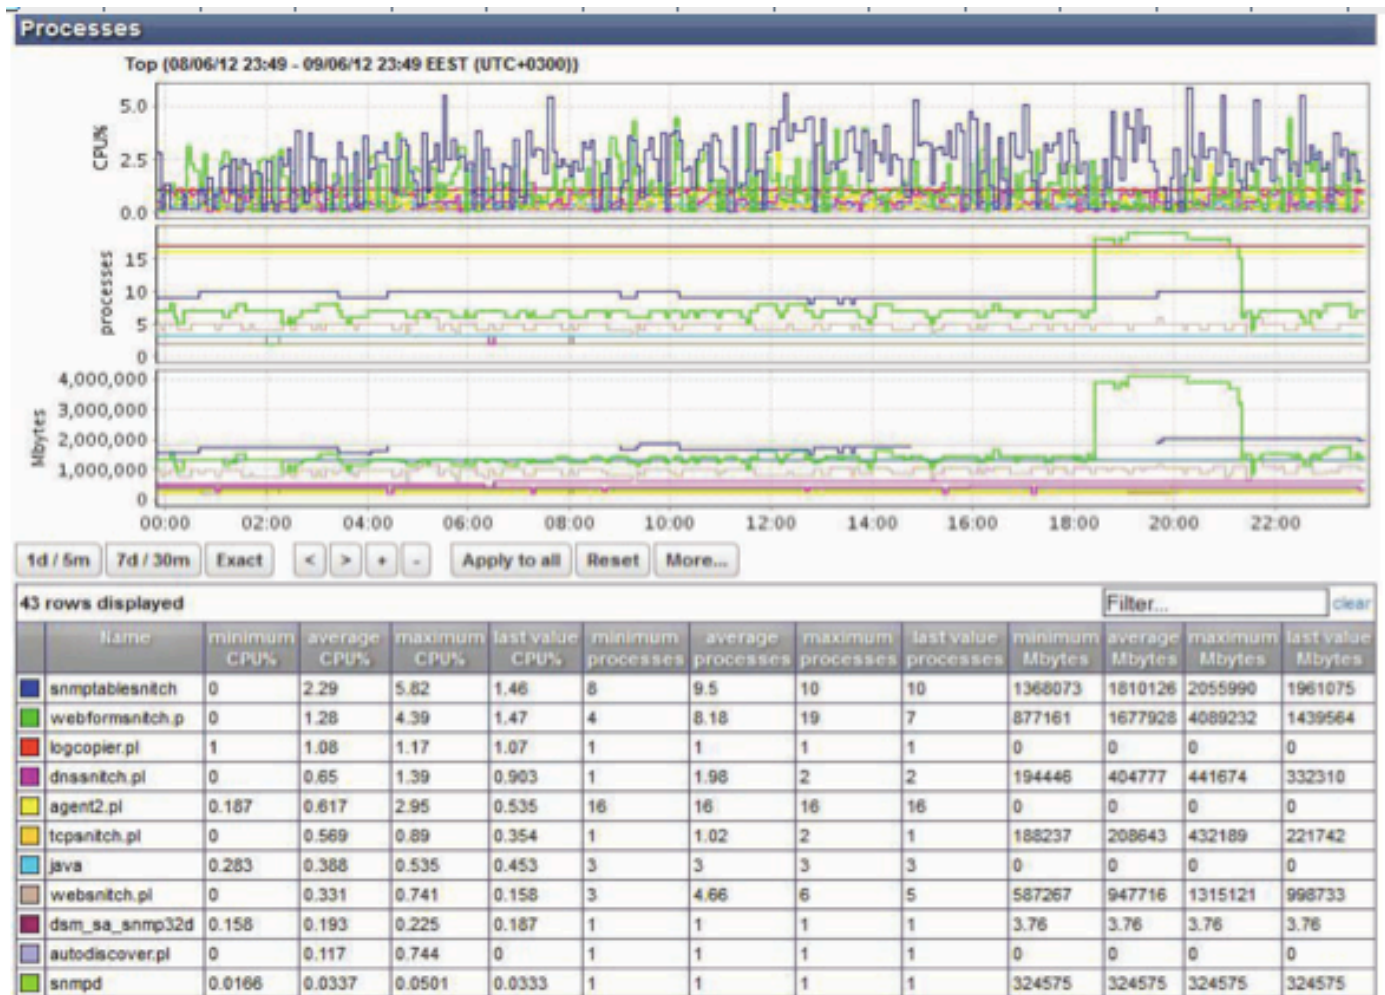 Processes
Top (08/06/12 23:49 - 09/06/12 23:49 EEST (UTC+0300))
CPU%
5.0
2.5
0.0
processes
15
10
5
0
Mbytes
4,000,000
3,000,000
2,000,000
1,000,000
0
00:00 02:00 04:00 06:00 08:00 10:00 12:00 14:00 16:00 18:00 20:00 22:00
1d / 5m 7d / 30m Exact < > + - Apply to all Reset More...
43 rows displayed Filter... clear
Name minimum CPU% average CPU% maximum CPU% last value CPU% minimum processes average processes maximum processes last value processes minimum Mbytes average Mbytes maximum Mbytes last value Mbytes
snmptablesnitch 0 2.29 5.82 1.46 8 9.5 10 10 1368073 1810126 2055990 1961075
webformsnitch.p 0 1.28 4.39 1.47 4 8.18 19 7 877161 1677928 4089232 1439564
logcopier.pl 1 1.08 1.17 1.07 1 1 1 1 0 0 0 0
dnssnitch.pl 0 0.65 1.39 0.903 1 1.98 2 2 194446 404777 441674 332310
agent2.pl 0.187 0.617 2.95 0.535 16 16 16 16 0 0 0 0
tcpsnitch.pl 0 0.569 0.89 0.354 1 1.02 2 1 188237 208643 432189 221742
java 0.283 0.388 0.535 0.453 3 3 3 3 0 0 0 0
websnitch.pl 0 0.331 0.741 0.158 3 4.66 6 5 587267 947716 1315121 998733
dsm_sa_snmp32d 0.158 0.193 0.225 0.187 1 1 1 1 3.76 3.76 3.76 3.76
autodiscover.pl 0 0.117 0.744 0 1 1 1 1 0 0 0 0
snmpd 0.0166 0.0337 0.0501 0.0333 1 1 1 1 324575 324575 324575 324575